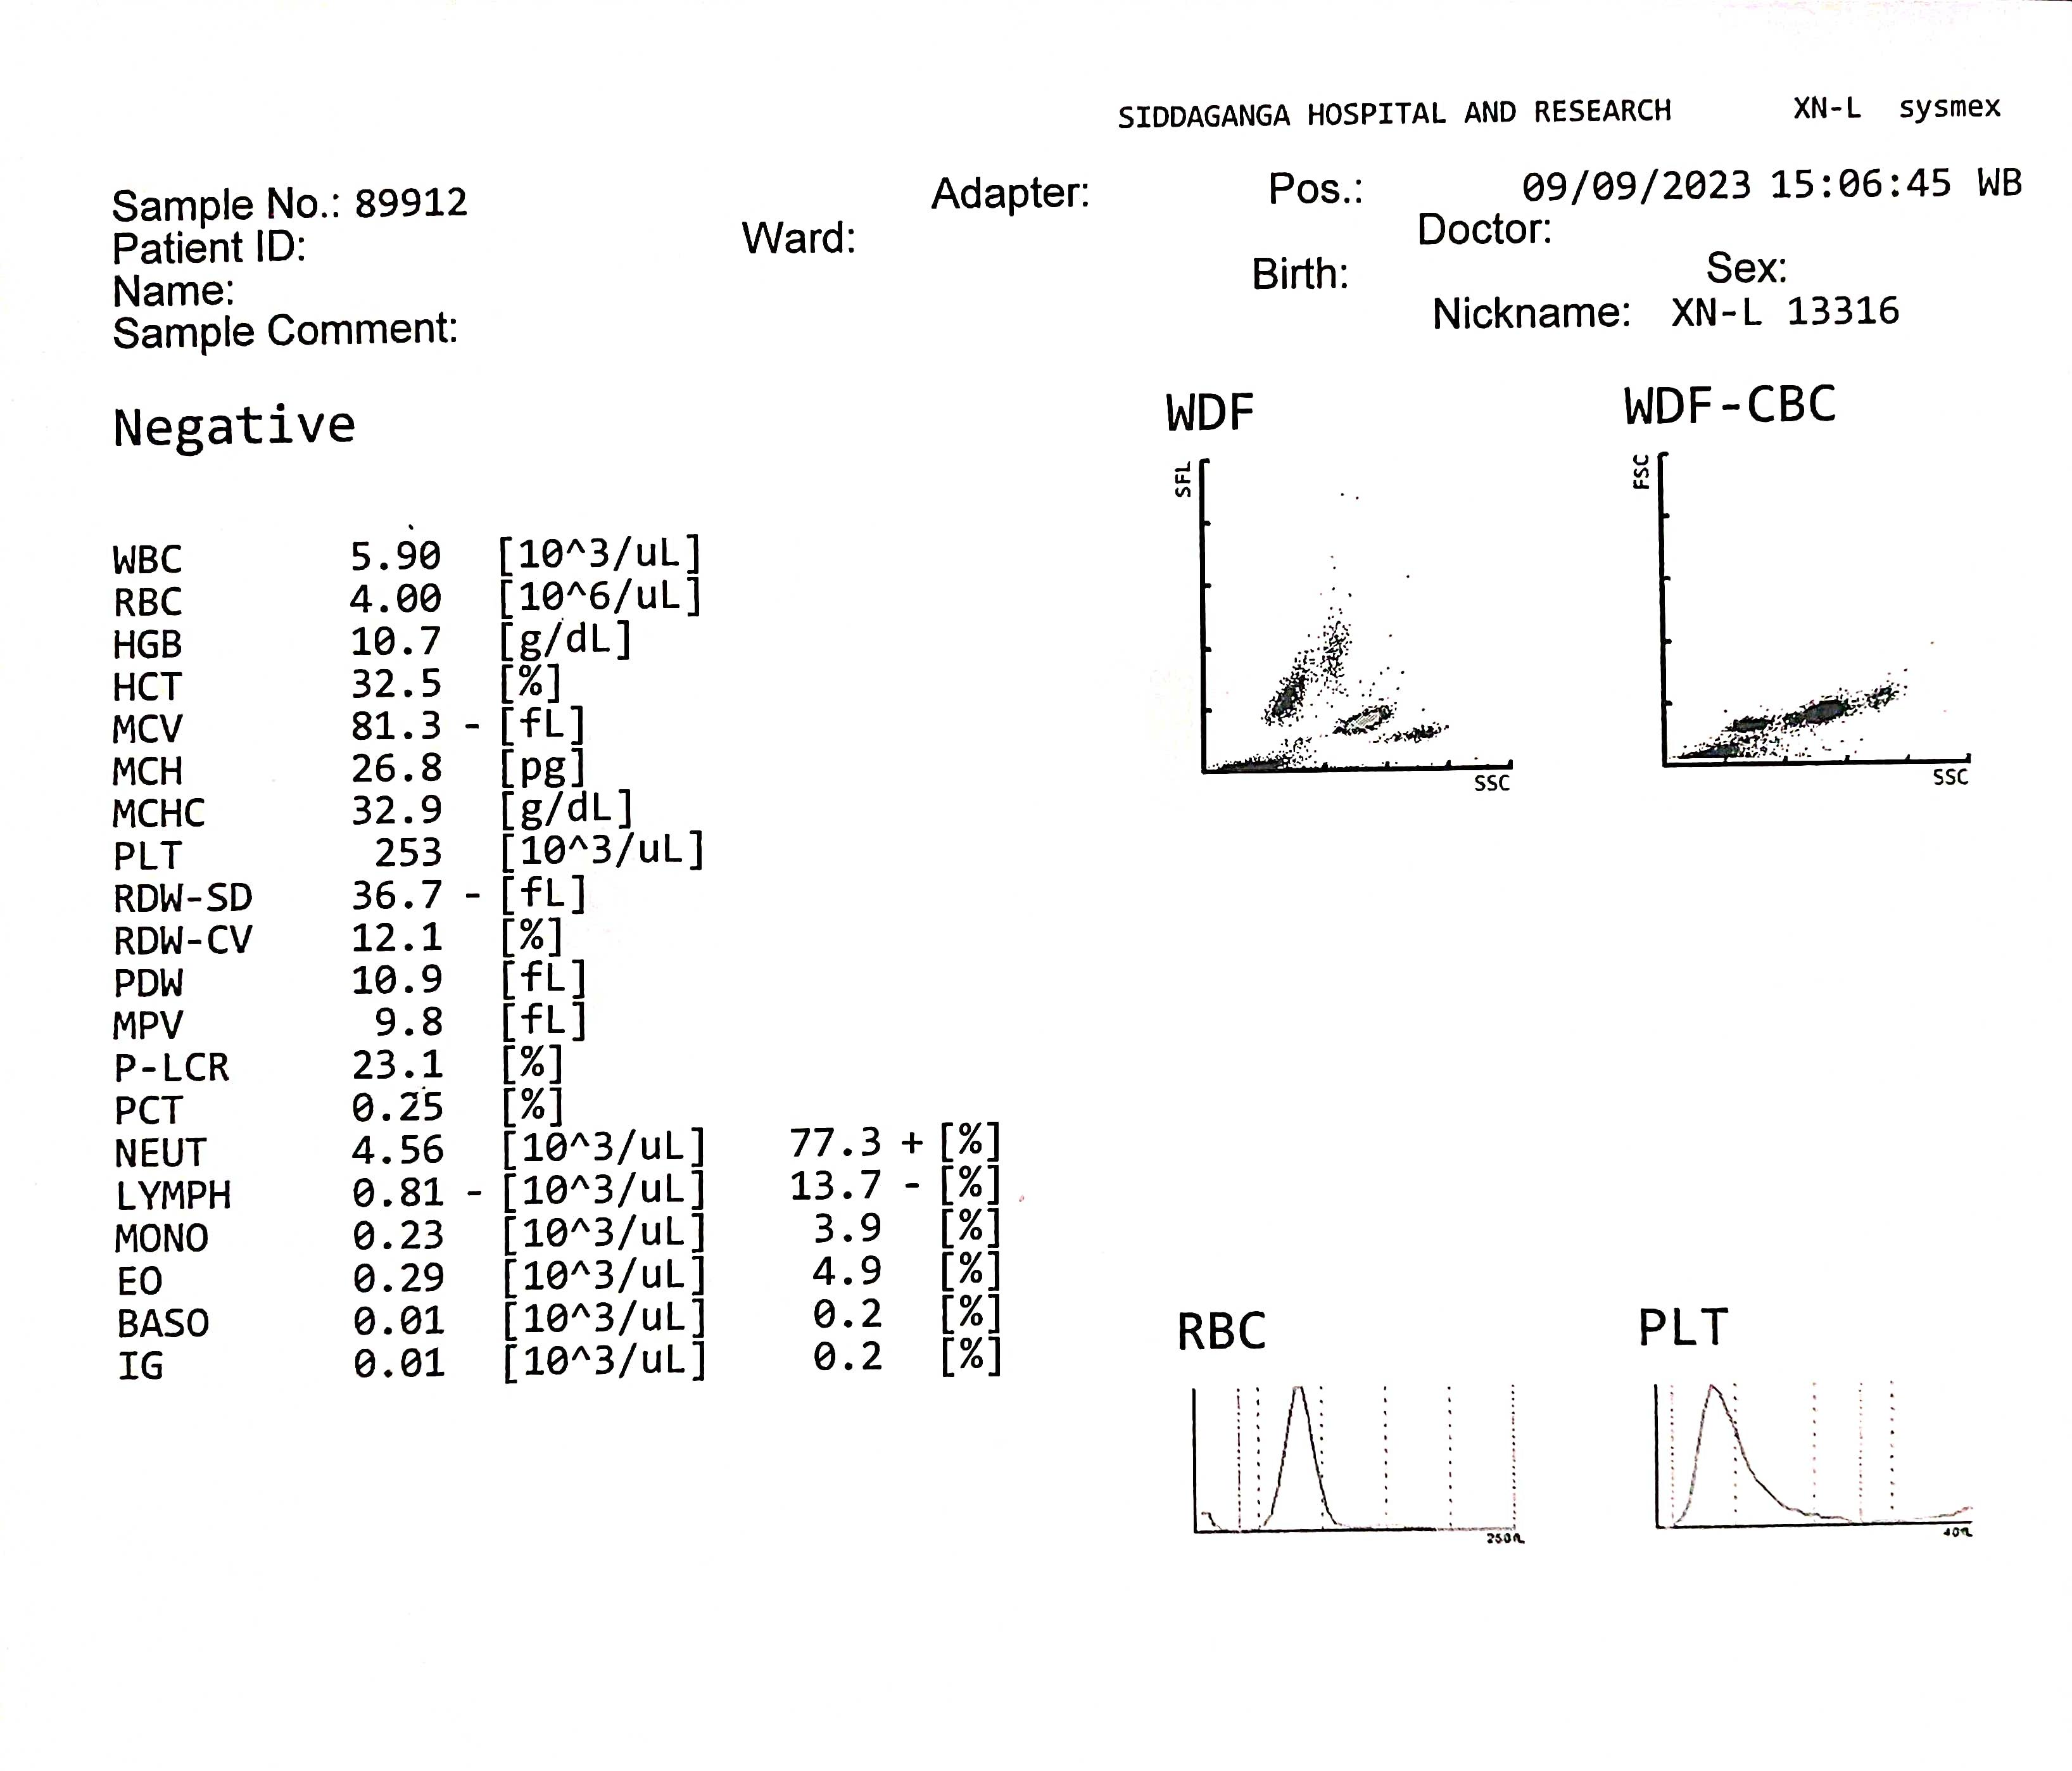 SIDDAGANGA HOSPITAL AND RESEARCH XN-L sysmex
Sample No.: 89912 Adapter: Pos.: 09/09/2023 15:06:45 WB
Patient ID: Ward: Doctor:
Name: Birth: Sex:
Sample Comment: Nickname: XN-L 13316
Negative
WDF
SFL
SSC
WDF-CBC
FSC
SSC
WBC 5.90 [10^3/uL]
RBC 4.00 [10^6/uL]
HGB 10.7 [g/dL]
HCT 32.5 [%]
MCV 81.3 - [fL]
MCH 26.8 [pg]
MCHC 32.9 [g/dL]
PLT 253 [10^3/uL]
RDW-SD 36.7 - [fL]
RDW-CV 12.1 [%]
PDW 10.9 [fL]
MPV 9.8 [fL]
P-LCR 23.1 [%]
PCT 0.25 [%]
NEUT 4.56 [10^3/uL] 77.3 + [%]
LYMPH 0.81 - [10^3/uL] 13.7 - [%]
MONO 0.23 [10^3/uL] 3.9 [%]
EO 0.29 [10^3/uL] 4.9 [%]
BASO 0.01 [10^3/uL] 0.2 [%]
IG 0.01 [10^3/uL] 0.2 [%]
RBC
250fL
PLT
40fL